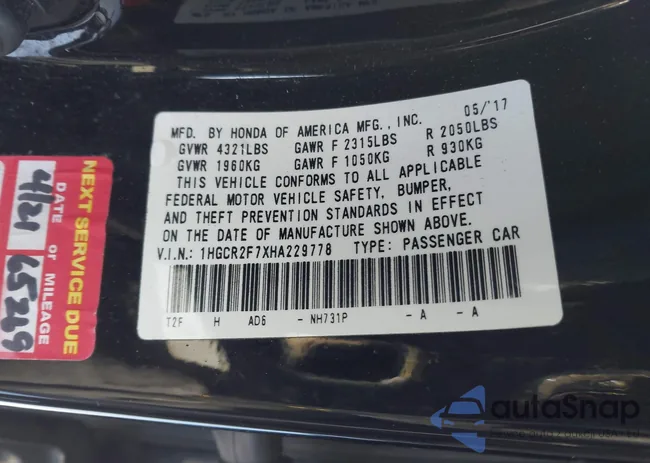 MFD. BY HONDA OF AMERICA MFG., INC. 05/'17
GVWR 4321LBS GAWR F 2315LBS R 2050LBS
GVWR 1960KG GAWR F 1050KG R 930KG
THIS VEHICLE CONFORMS TO ALL APPLICABLE
FEDERAL MOTOR VEHICLE SAFETY, BUMPER,
AND THEFT PREVENTION STANDARDS IN EFFECT
ON THE DATE OF MANUFACTURE SHOWN ABOVE.
V.I.N.: 1HGCR2F7XHA229778 TYPE: PASSENGER CAR
T2F H AD6 - NH731P - A - A
NEXT SERVICE DUE
DATE or MILEAGE
4/21 65269
autoSnap